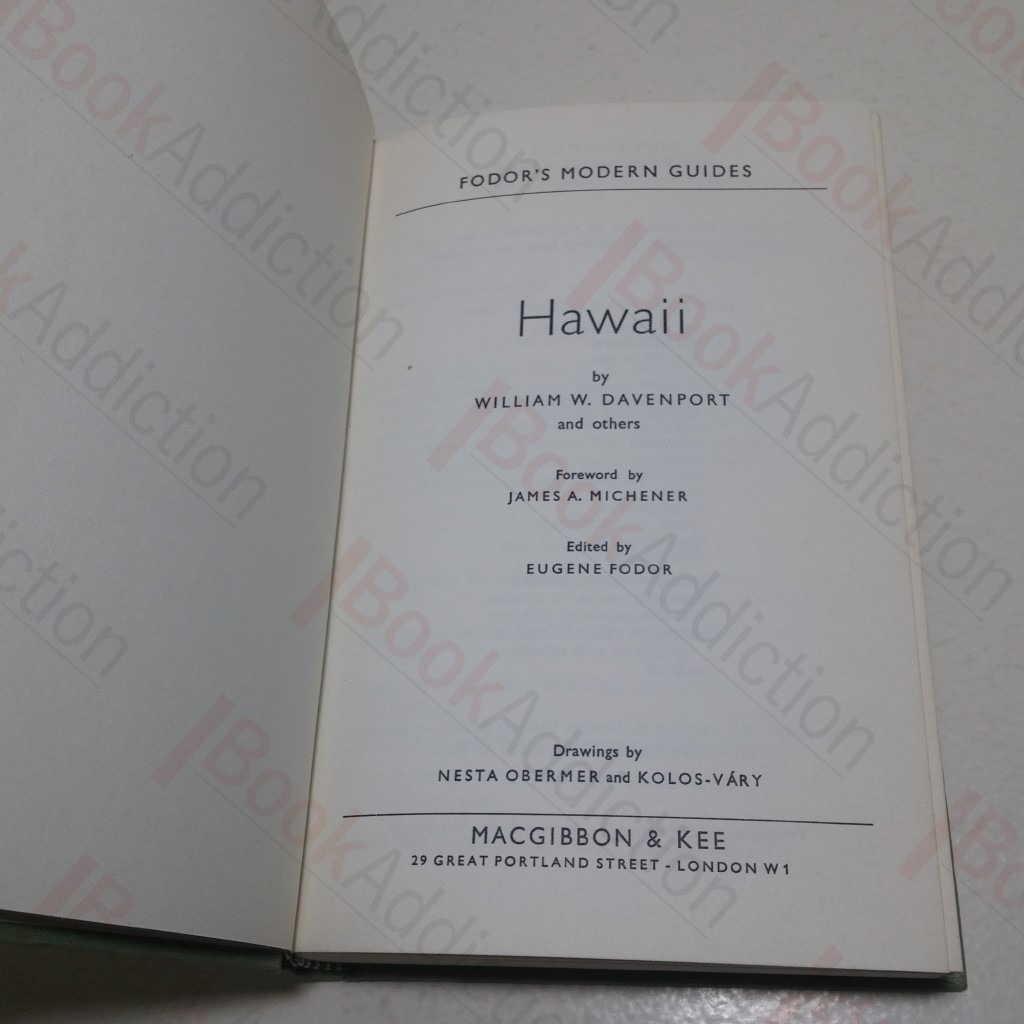 FODOR'S MODERN GUIDES
Hawaii
by
WILLIAM W. DAVENPORT
and others
Foreword by
JAMES A. MICHENER
Edited by
EUGENE FODOR
Drawings by
NESTA OBERMER and KOLOS-VÁRY
MACGIBBON & KEE
29 GREAT PORTLAND STREET - LONDON W1
BookAddiction